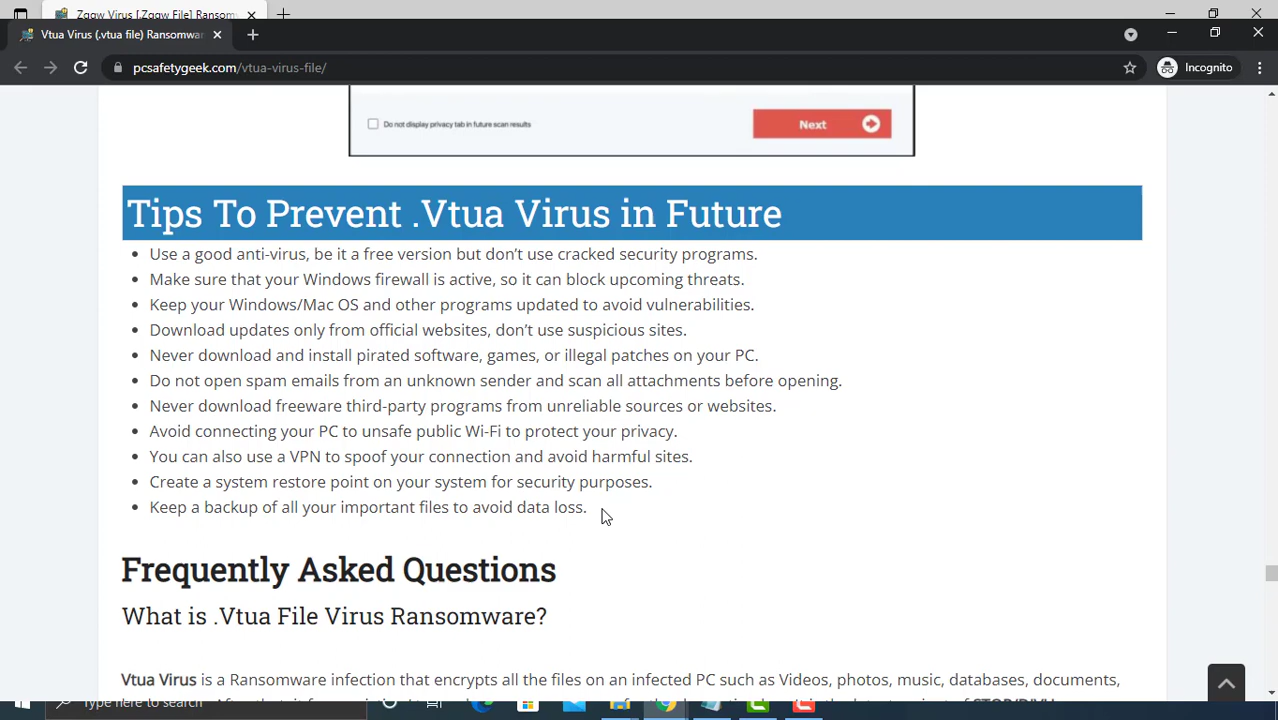 Zqqw Virus [.Zqqw File] Ransom
Vtua Virus (.vtua file) Ransomwar
pcsafetygeek.com/vtua-virus-file/
Incognito
Do not display privacy tab in future scan results
Next
Tips To Prevent .Vtua Virus in Future
• Use a good anti-virus, be it a free version but don’t use cracked security programs.
• Make sure that your Windows firewall is active, so it can block upcoming threats.
• Keep your Windows/Mac OS and other programs updated to avoid vulnerabilities.
• Download updates only from official websites, don’t use suspicious sites.
• Never download and install pirated software, games, or illegal patches on your PC.
• Do not open spam emails from an unknown sender and scan all attachments before opening.
• Never download freeware third-party programs from unreliable sources or websites.
• Avoid connecting your PC to unsafe public Wi-Fi to protect your privacy.
• You can also use a VPN to spoof your connection and avoid harmful sites.
• Create a system restore point on your system for security purposes.
• Keep a backup of all your important files to avoid data loss.
Frequently Asked Questions
What is .Vtua File Virus Ransomware?
Vtua Virus is a Ransomware infection that encrypts all the files on an infected PC such as Videos, photos, music, databases, documents,
Type here to search